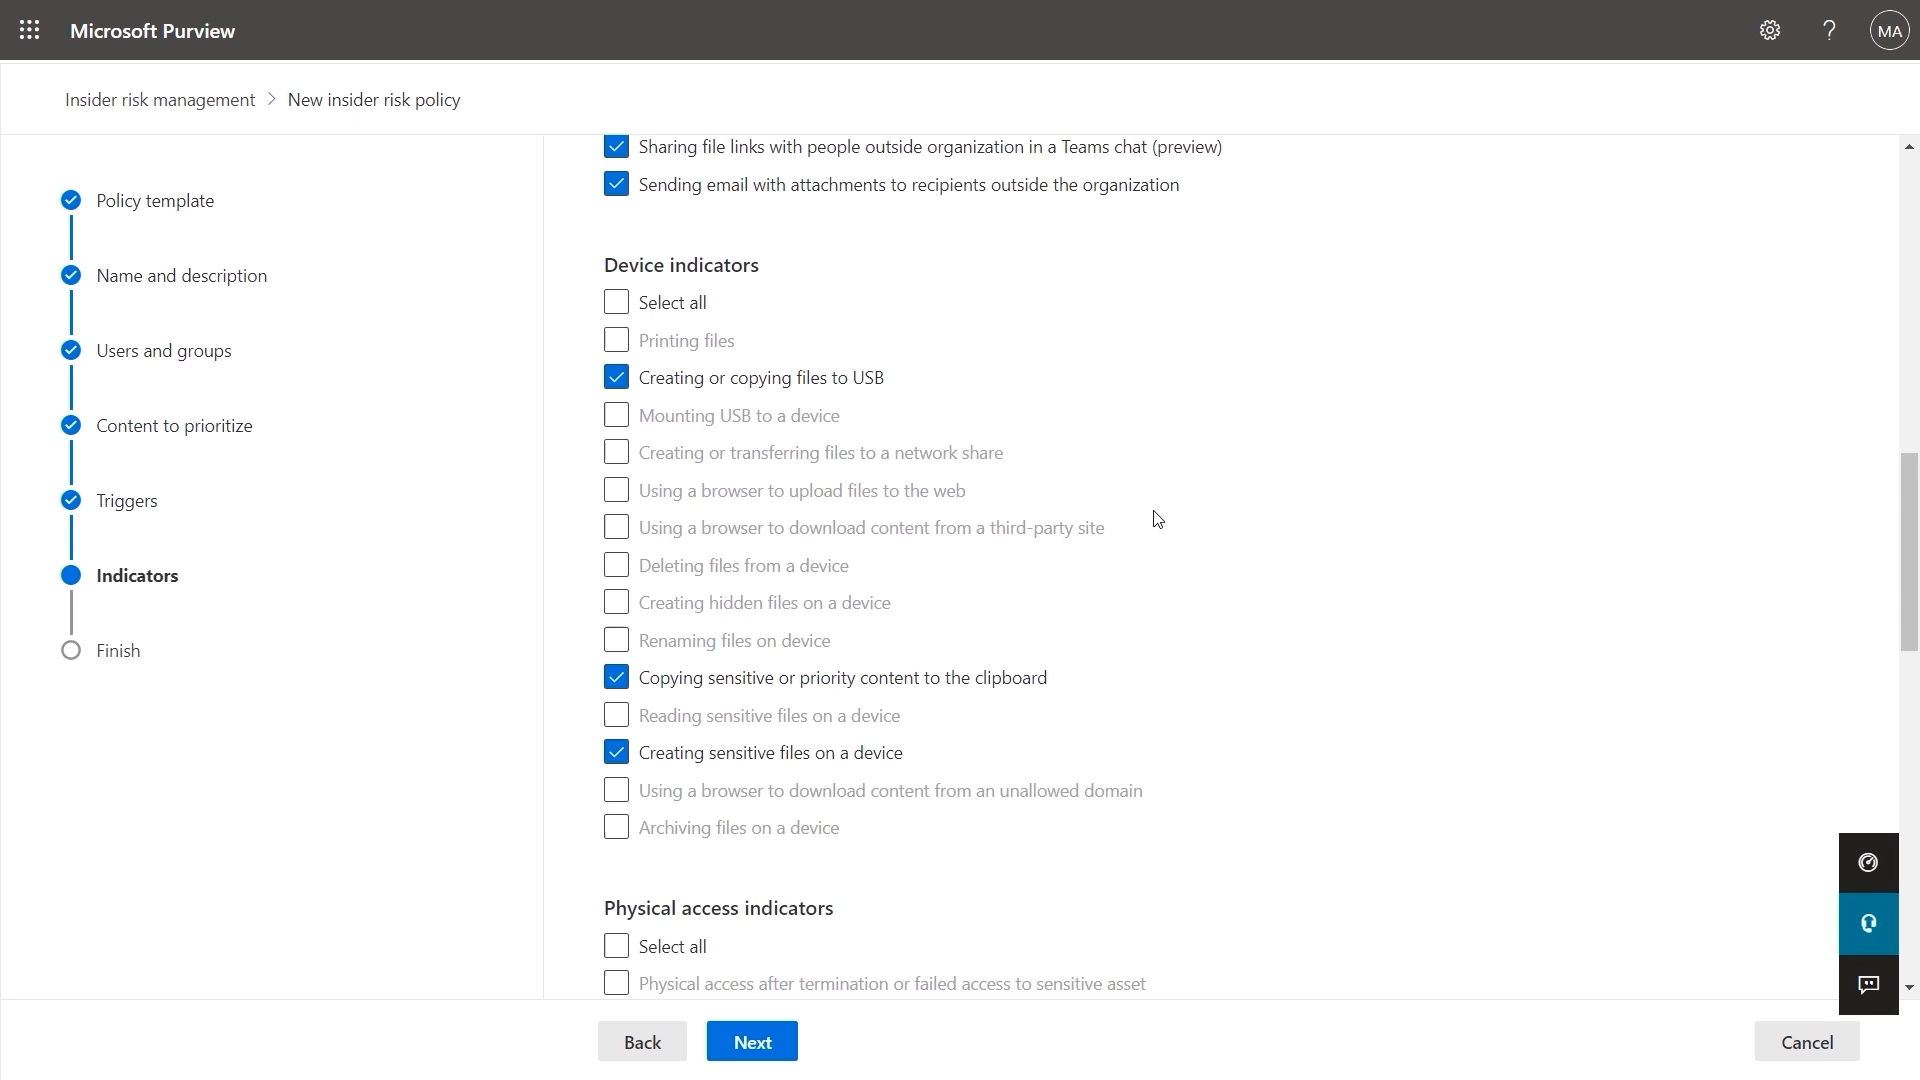 Microsoft Purview
MA
Insider risk management > New insider risk policy
Policy template
Name and description
Users and groups
Content to prioritize
Triggers
Indicators
Finish
Sharing file links with people outside organization in a Teams chat (preview)
Sending email with attachments to recipients outside the organization
Device indicators
Select all
Printing files
Creating or copying files to USB
Mounting USB to a device
Creating or transferring files to a network share
Using a browser to upload files to the web
Using a browser to download content from a third-party site
Deleting files from a device
Creating hidden files on a device
Renaming files on device
Copying sensitive or priority content to the clipboard
Reading sensitive files on a device
Creating sensitive files on a device
Using a browser to download content from an unallowed domain
Archiving files on a device
Physical access indicators
Select all
Physical access after termination or failed access to sensitive asset
Back
Next
Cancel